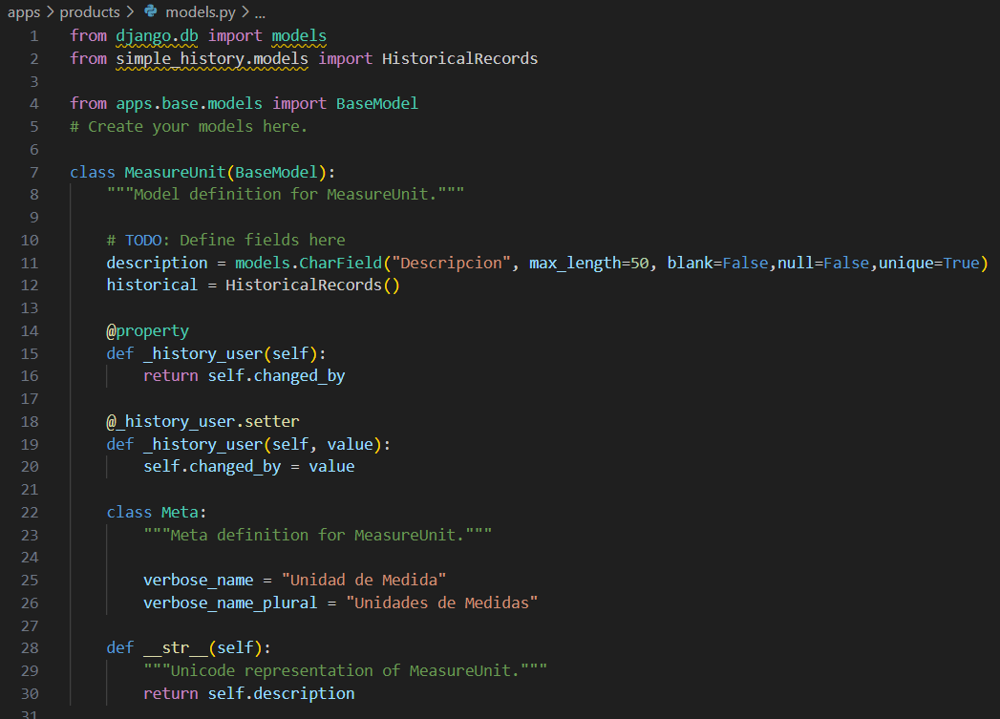 apps > products > models.py > ...
1 from django.db import models
2 from simple_history.models import HistoricalRecords
3
4 from apps.base.models import BaseModel
5 # Create your models here.
6
7 class MeasureUnit(BaseModel):
8     """Model definition for MeasureUnit."""
9
10     # TODO: Define fields here
11     description = models.CharField("Descripcion", max_length=50, blank=False,null=False,unique=True)
12     historical = HistoricalRecords()
13
14     @property
15     def _history_user(self):
16         return self.changed_by
17
18     @_history_user.setter
19     def _history_user(self, value):
20         self.changed_by = value
21
22     class Meta:
23         """Meta definition for MeasureUnit."""
24
25         verbose_name = "Unidad de Medida"
26         verbose_name_plural = "Unidades de Medidas"
27
28     def __str__(self):
29         """Unicode representation of MeasureUnit."""
30         return self.description
31